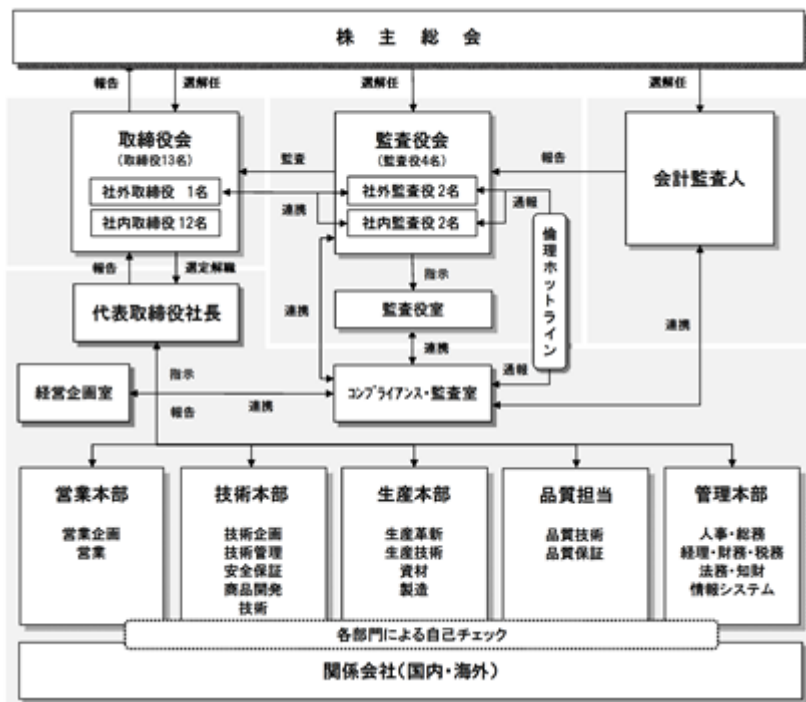 株主総会
報告
選解任
選解任
選解任
取締役会
(取締役13名)
社外取締役 1名
社内取締役12名
監査
監査役会
(監査役4名)
社外監査役2名
社内監査役2名
報告
会計監査人
連携
通報
倫理ホットライン
報告
選定解職
指示
代表取締役社長
連携
監査役室
連携
連携
通報
経営企画室
指示
報告
連携
コンプライアンス・監査室
営業本部
営業企画
営業
技術本部
技術企画
技術管理
安全保証
商品開発
技術
生産本部
生産革新
生産技術
資材
製造
品質担当
品質技術
品質保証
管理本部
人事・総務
経理・財務・税務
法務・知財
情報システム
各部門による自己チェック
関係会社(国内・海外)